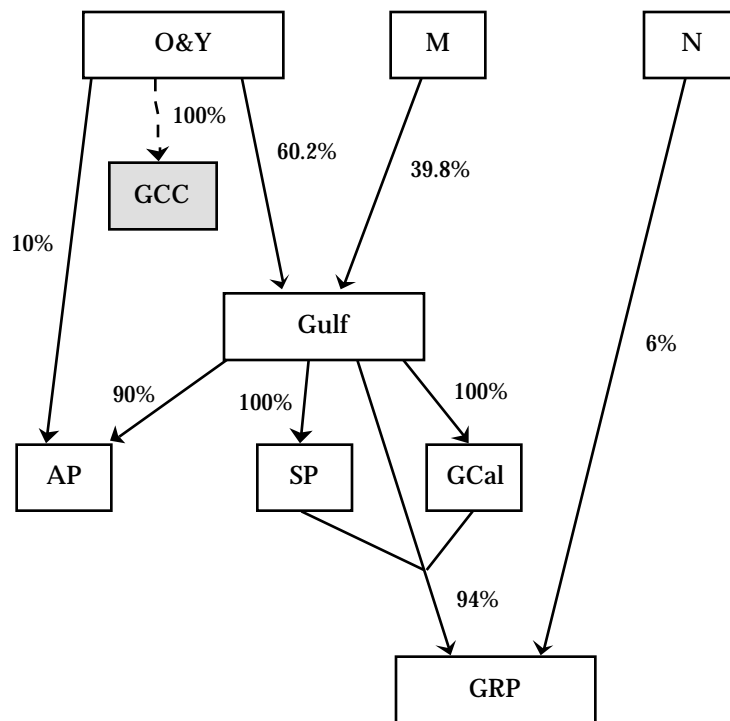 O&Y
M
N
100%
60.2%
39.8%
GCC
10%
Gulf
6%
90%
100%
100%
AP
SP
GCal
94%
GRP